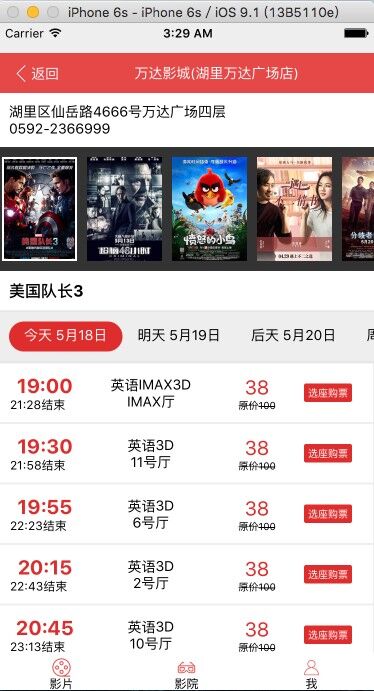 iPhone 6s - iPhone 6s / iOS 9.1 (13B5110e)
Carrier 3:29 AM
返回 万达影城(湖里万达广场店)
湖里区仙岳路4666号万达广场四层
0592-2366999
美国队长3
愤怒的小鸟
美国队长3
今天 5月18日 明天 5月19日 后天 5月20日
19:00 英语IMAX3D 38 选座购票
21:28结束 IMAX厅 原价100
19:30 英语3D 38 选座购票
21:58结束 11号厅 原价100
19:55 英语3D 38 选座购票
22:23结束 6号厅 原价100
20:15 英语3D 38 选座购票
22:43结束 2号厅 原价100
20:45 英语3D 38 选座购票
23:13结束 10号厅 原价100
影片 影院 我